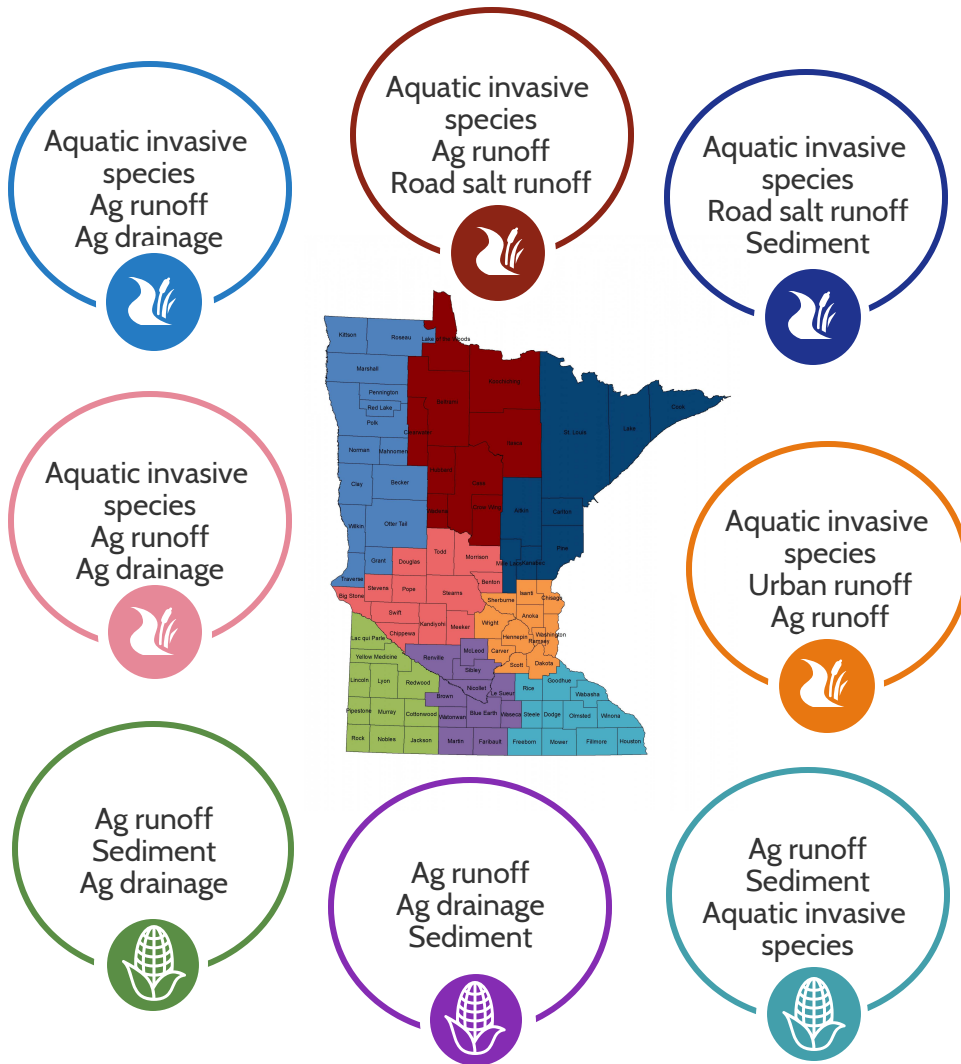 Aquatic invasive
species
Ag runoff
Road salt runoff
Aquatic invasive
species
Ag runoff
Ag drainage
Aquatic invasive
species
Road salt runoff
Sediment
Kittson
Roseau
Lake of the Woods
Marshall
Koochiching
Pennington
Beltrami
Red Lake
Cook
Polk
Clearwater
Itasca
St. Louis
Lake
Norman
Mahnomen
Hubbard
Cass
Clay
Becker
Wadena
Crow Wing
Aitkin
Carlton
Wilkin
Otter Tail
Todd
Morrison
Mille Lacs
Kanabec
Pine
Grant
Douglas
Traverse
Stevens
Pope
Stearns
Benton
Sherburne
Isanti
Chisago
Big Stone
Swift
Kandiyohi
Meeker
Wright
Anoka
Chippewa
Hennepin
Ramsey
Washington
Lac qui Parle
McLeod
Carver
Scott
Dakota
Yellow Medicine
Renville
Sibley
Lincoln
Lyon
Redwood
Nicollet
Le Sueur
Rice
Goodhue
Wabasha
Brown
Pipestone
Murray
Cottonwood
Watonwan
Blue Earth
Waseca
Steele
Dodge
Olmsted
Winona
Rock
Nobles
Jackson
Martin
Faribault
Freeborn
Mower
Fillmore
Houston
Aquatic invasive
species
Ag runoff
Ag drainage
Aquatic invasive
species
Urban runoff
Ag runoff
Ag runoff
Sediment
Ag drainage
Ag runoff
Ag drainage
Sediment
Ag runoff
Sediment
Aquatic invasive
species